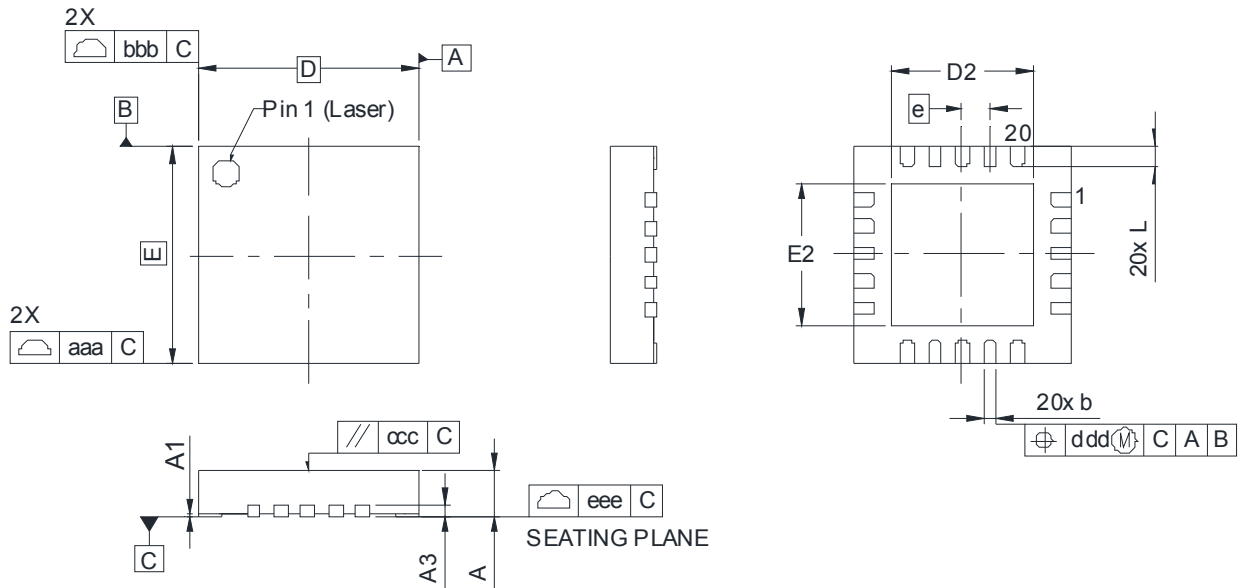 2X
bbb C
D
A
B
Pin 1 (Laser)
E
2X
aaa C
D2
e
20
1
E2
20x L
20x b
ddd M C A B
// ccc C
A1
eee C
SEATING PLANE
C
A3
A